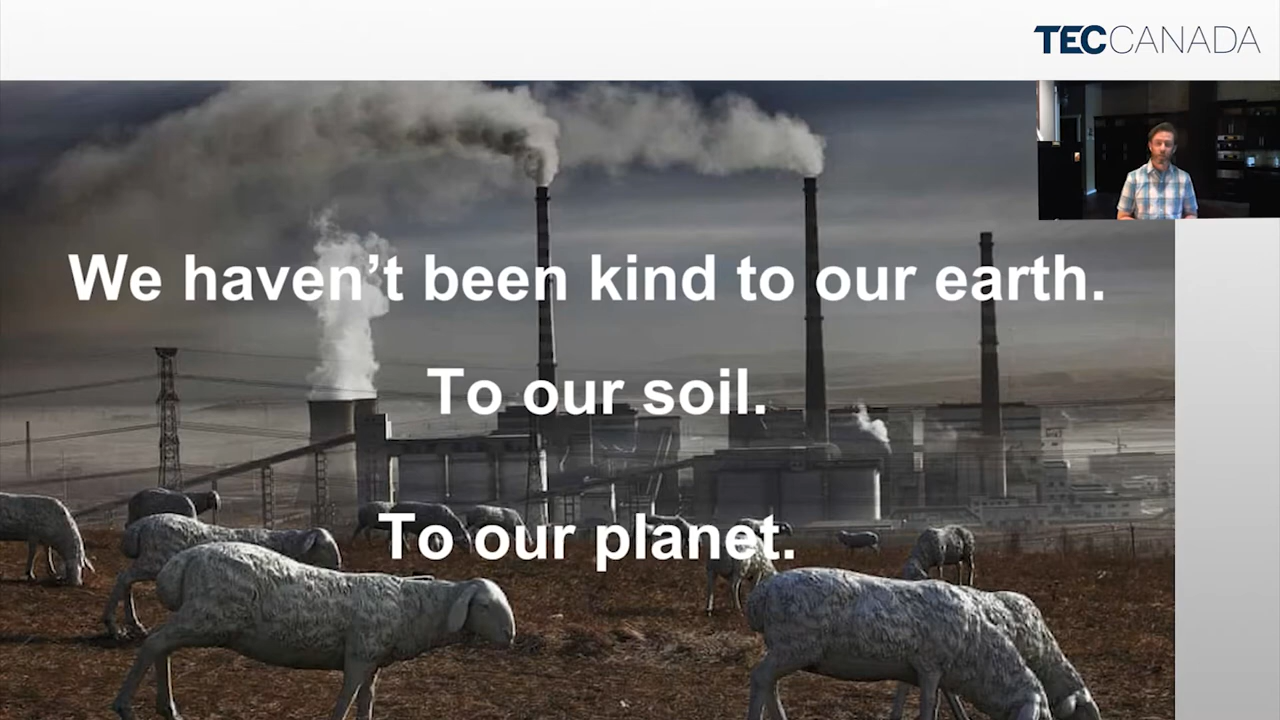 TECCANADA
We haven’t been kind to our earth.
To our soil.
To our planet.